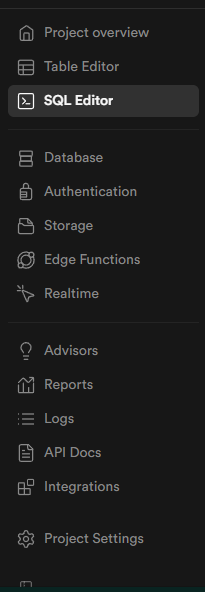 Project overview
Table Editor
SQL Editor
Database
Authentication
Storage
Edge Functions
Realtime
Advisors
Reports
Logs
API Docs
Integrations
Project Settings